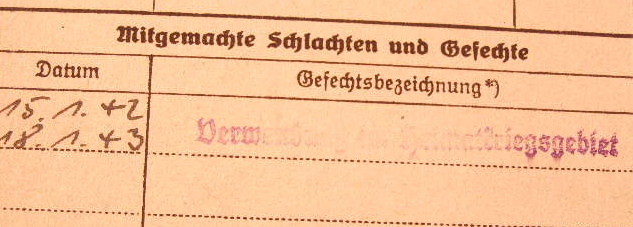 Mitgemachte Schlachten und Gefechte
Datum
Gefechtsbezeichnung*)
15. 1. 42
18. 1. 43
Verwendung im Heimatkriegsgebiet